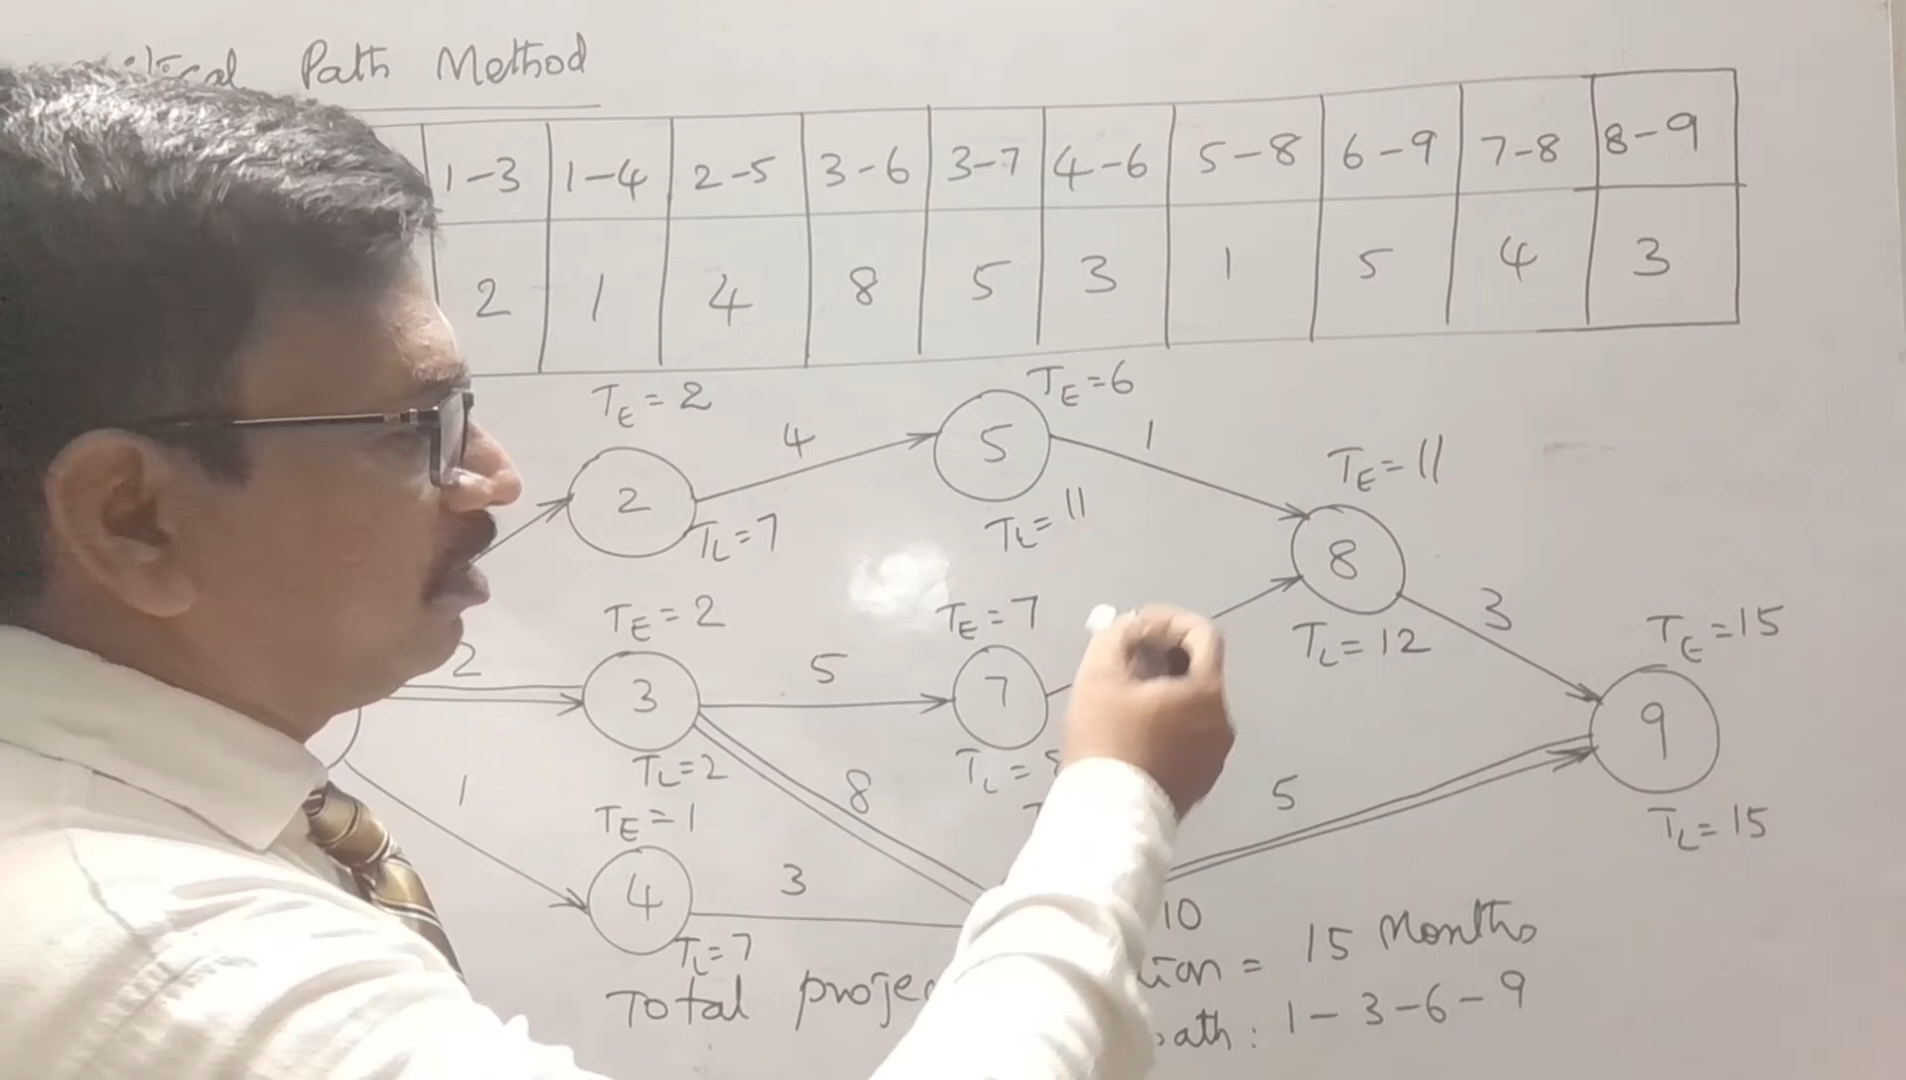 Path Method
1-3 1-4 2-5 3-6 3-7 4-6 5-8 6-9 7-8 8-9
2 1 4 8 5 3 1 5 4 3
TE=2
TE=6
4
5
1
2
TE=11
TL=7
TL=11
8
3
TE=2
TE=7
TL=12
TE=15
2
3
5
7
9
TL=2
TL=
8
5
TE=1
TL=15
4
3
1
10
TL=7
Total = 15 Months
: 1-3-6-9